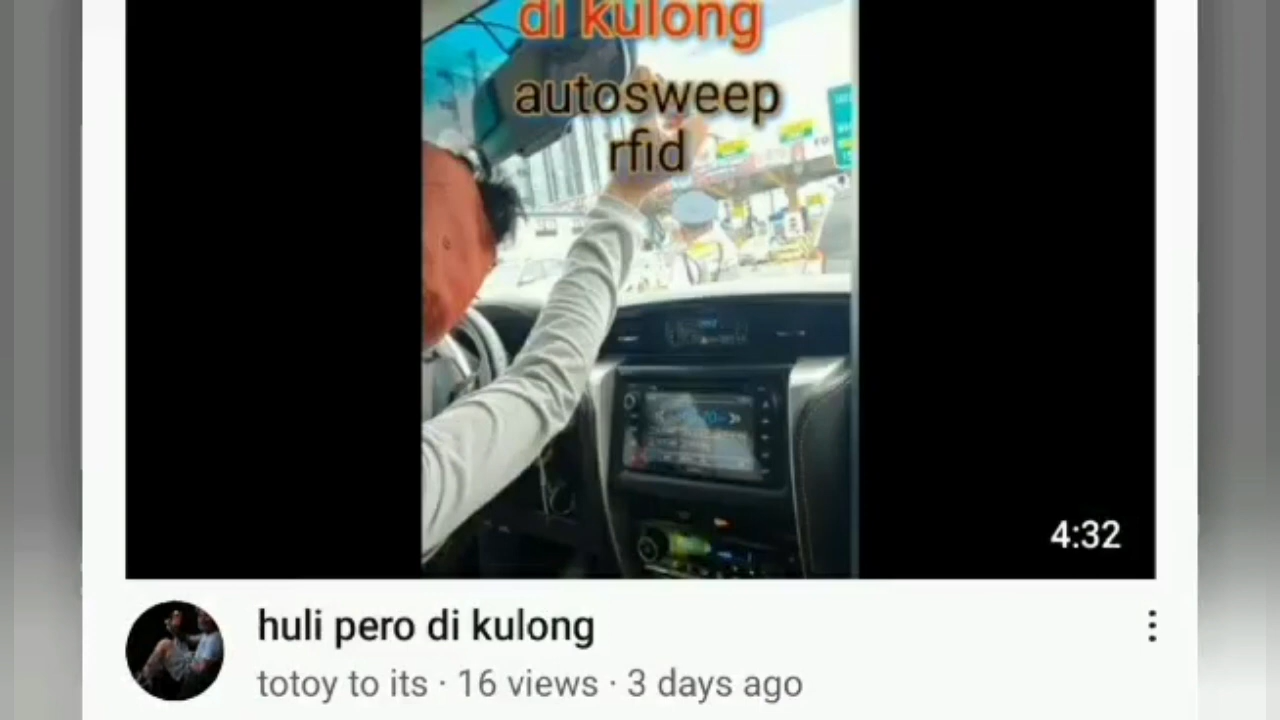 di kulong
autosweep
rfid
4:32
huli pero di kulong
totoy to its · 16 views · 3 days ago